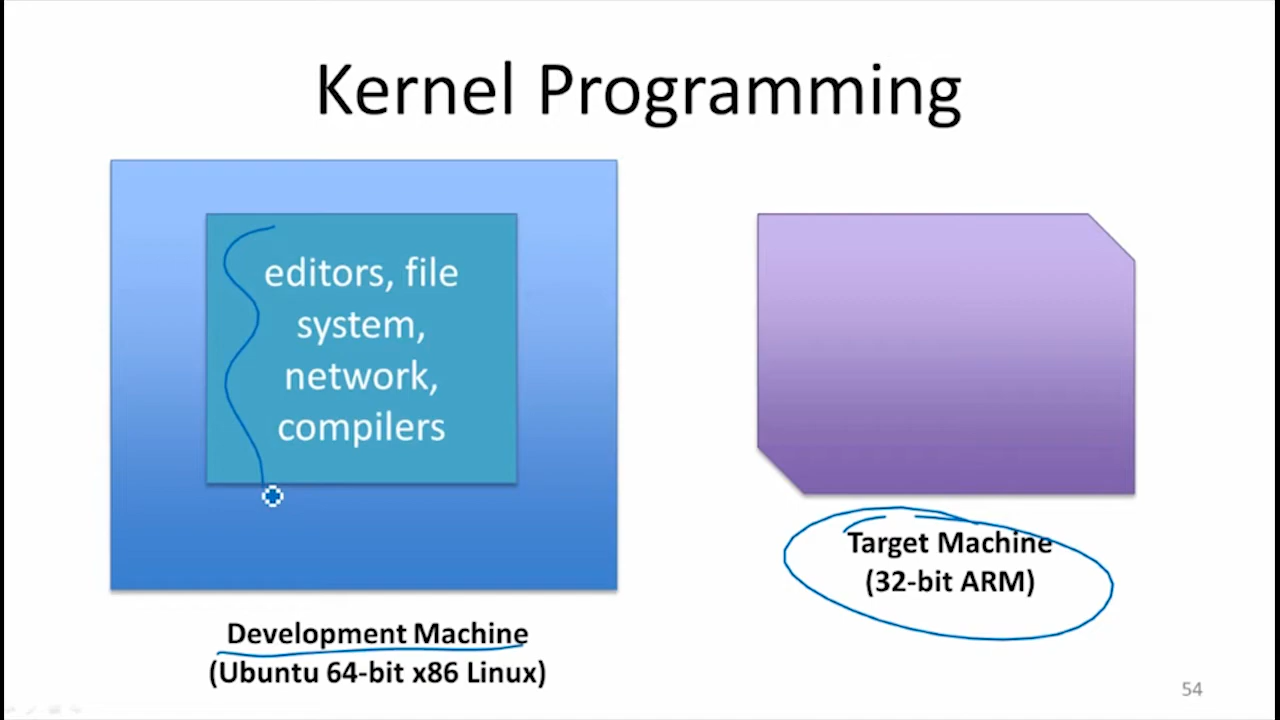 Kernel Programming
editors, file
system,
network,
compilers
Target Machine
(32-bit ARM)
Development Machine
(Ubuntu 64-bit x86 Linux)
54